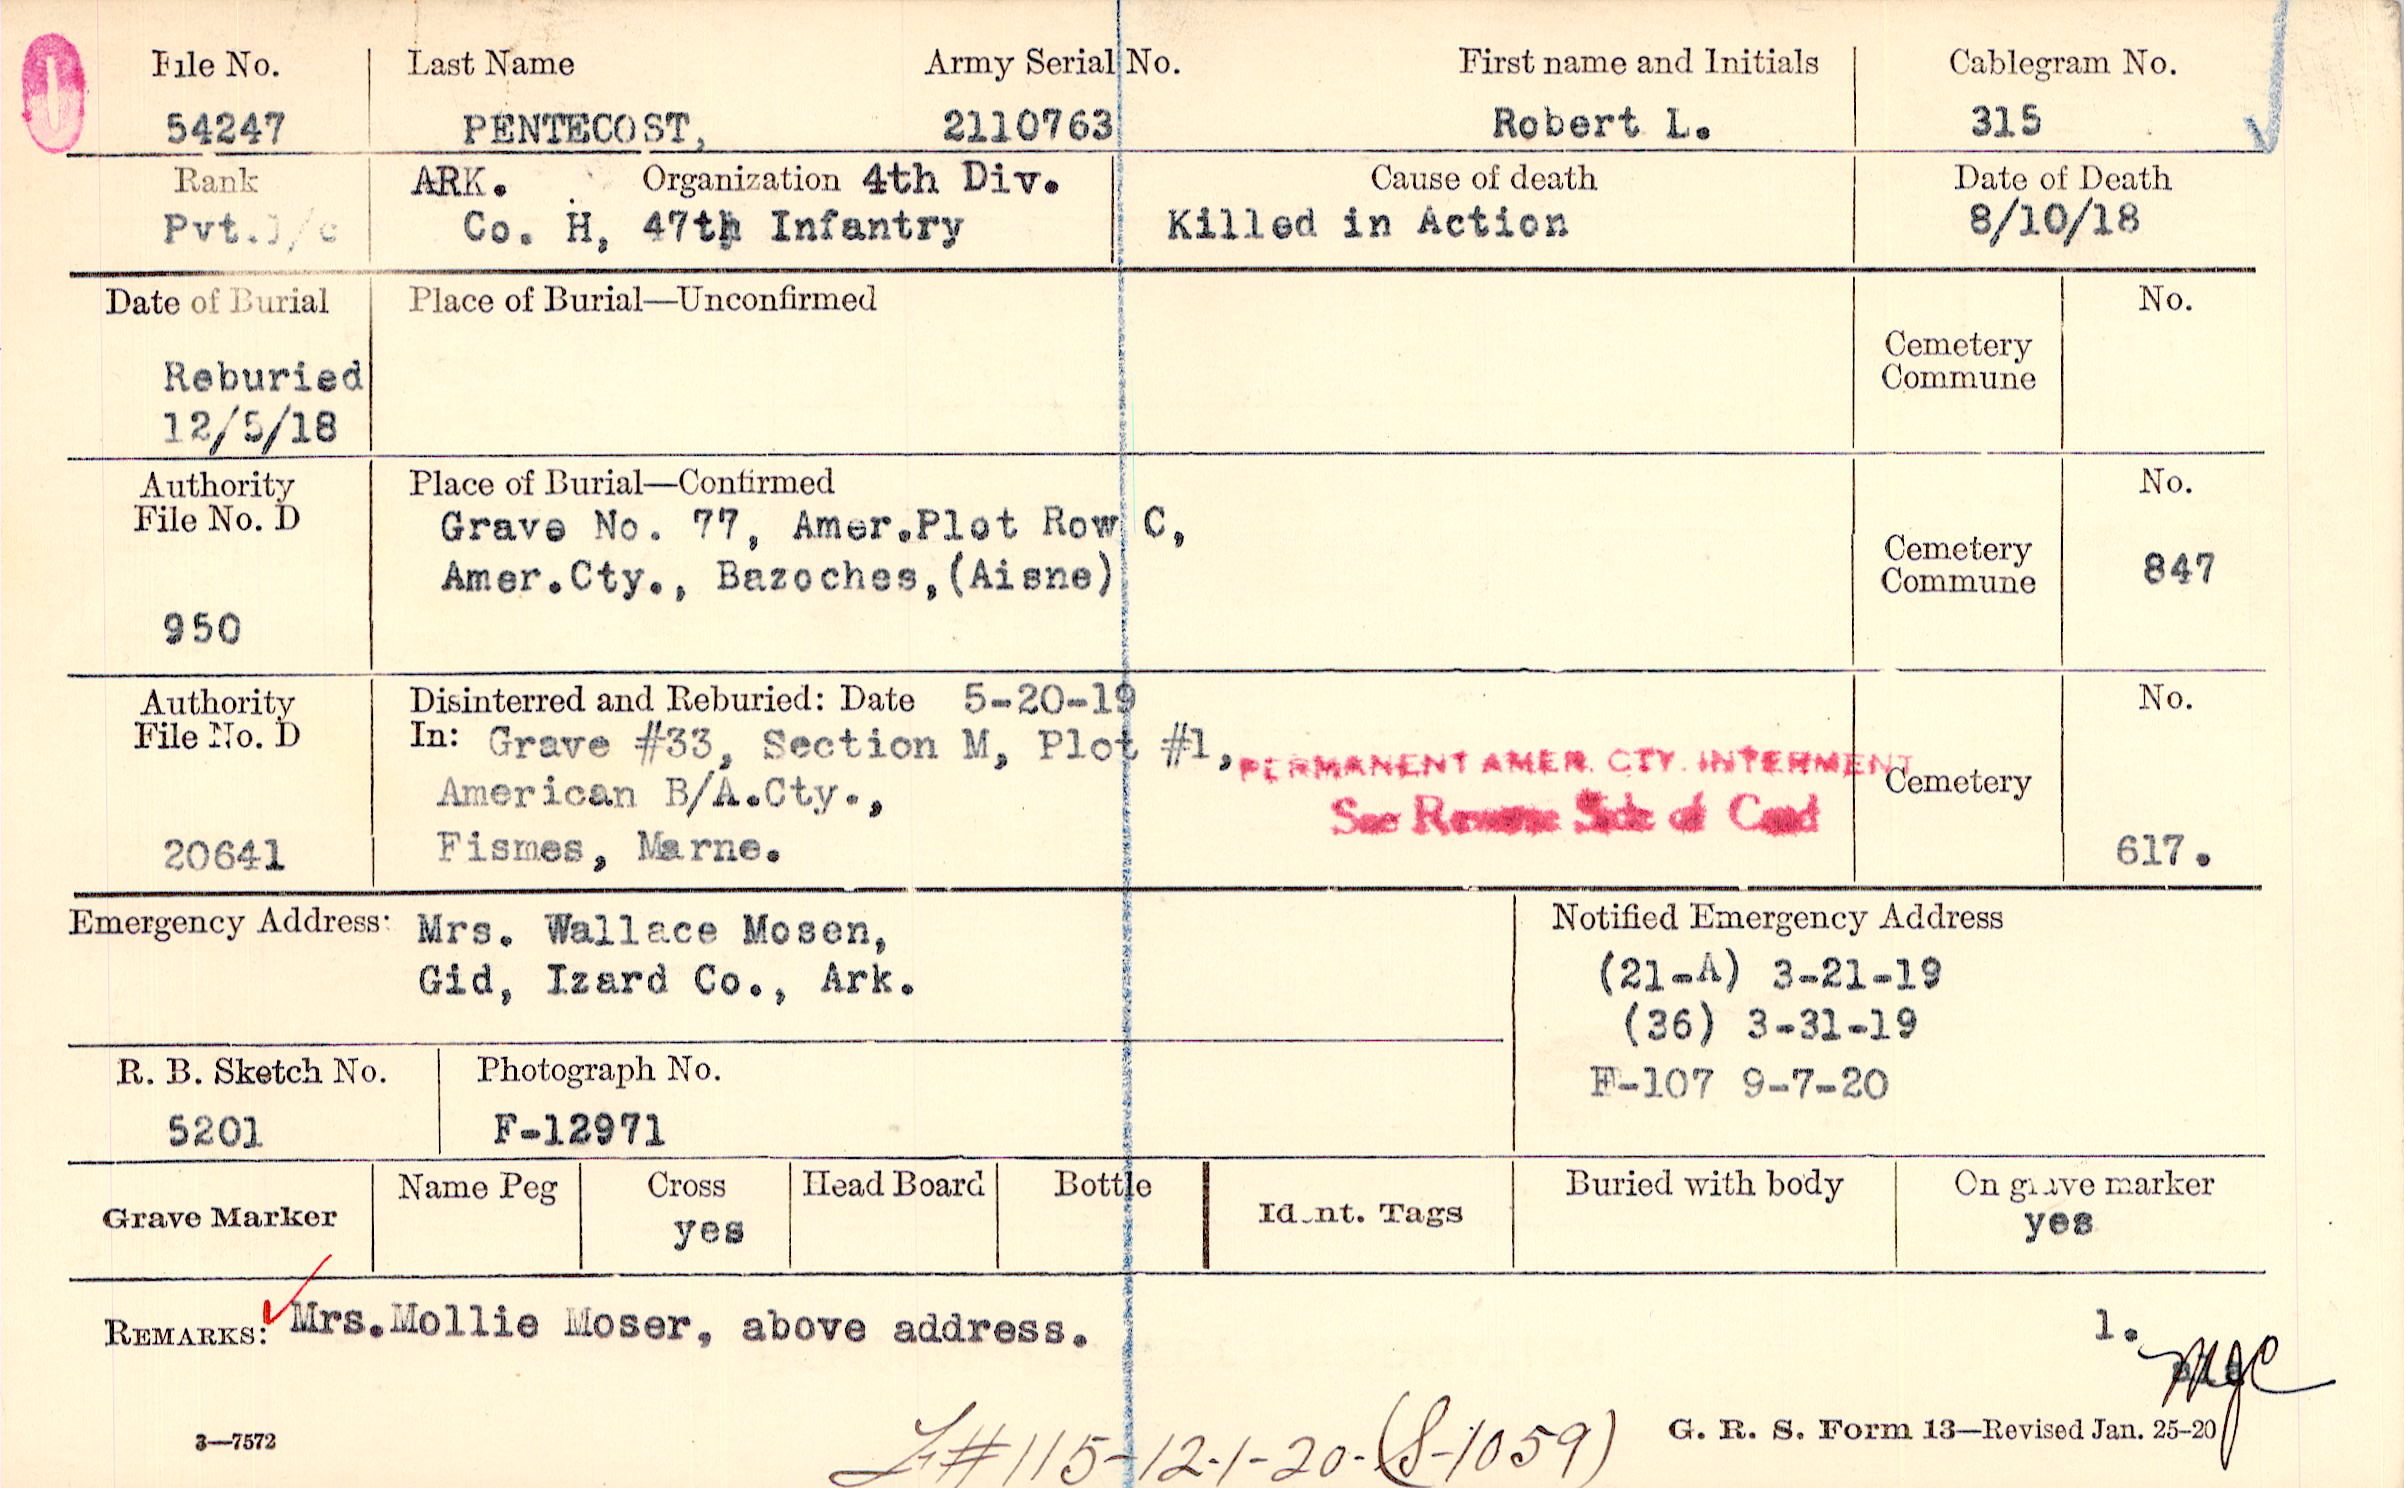 File No. Last Name Army Serial No. First name and Initials Cablegram No.
54247 PENTECOST, 2110763 Robert L. 315
Rank ARK. Organization 4th Div. Cause of death Date of Death
Pvt.1/c Co. H, 47th Infantry Killed in Action 8/10/18
Date of Burial Place of Burial—Unconfirmed No.
Cemetery
Commune
Reburied
12/5/18
Authority Place of Burial—Confirmed No.
File No. D Grave No. 77, Amer.Plot Row C,
Cemetery
Amer.Cty., Bazoches,(Aisne) Commune 847
950
Authority Disinterred and Reburied: Date 5-20-19 No.
File No. D In: Grave #33, Section M, Plot #1,
PERMANENT AMER. CTY. INTERMENT
American B/A.Cty., Cemetery
See Reverse Side of Card
20641 Fismes, Marne. 617.
Emergency Address: Mrs. Wallace Mosen, Notified Emergency Address
Gid, Izard Co., Ark. (21-A) 3-21-19
(36) 3-31-19
R. B. Sketch No. Photograph No. F-107 9-7-20
5201 F-12971
Grave Marker Name Peg Cross Head Board Bottle Ident. Tags Buried with body On grave marker
yes yes
REMARKS: Mrs.Mollie Moser, above address. 1.
MJC
#115-12-1-20-(S-1059)
3—7572 G. R. S. Form 13—Revised Jan. 25-20